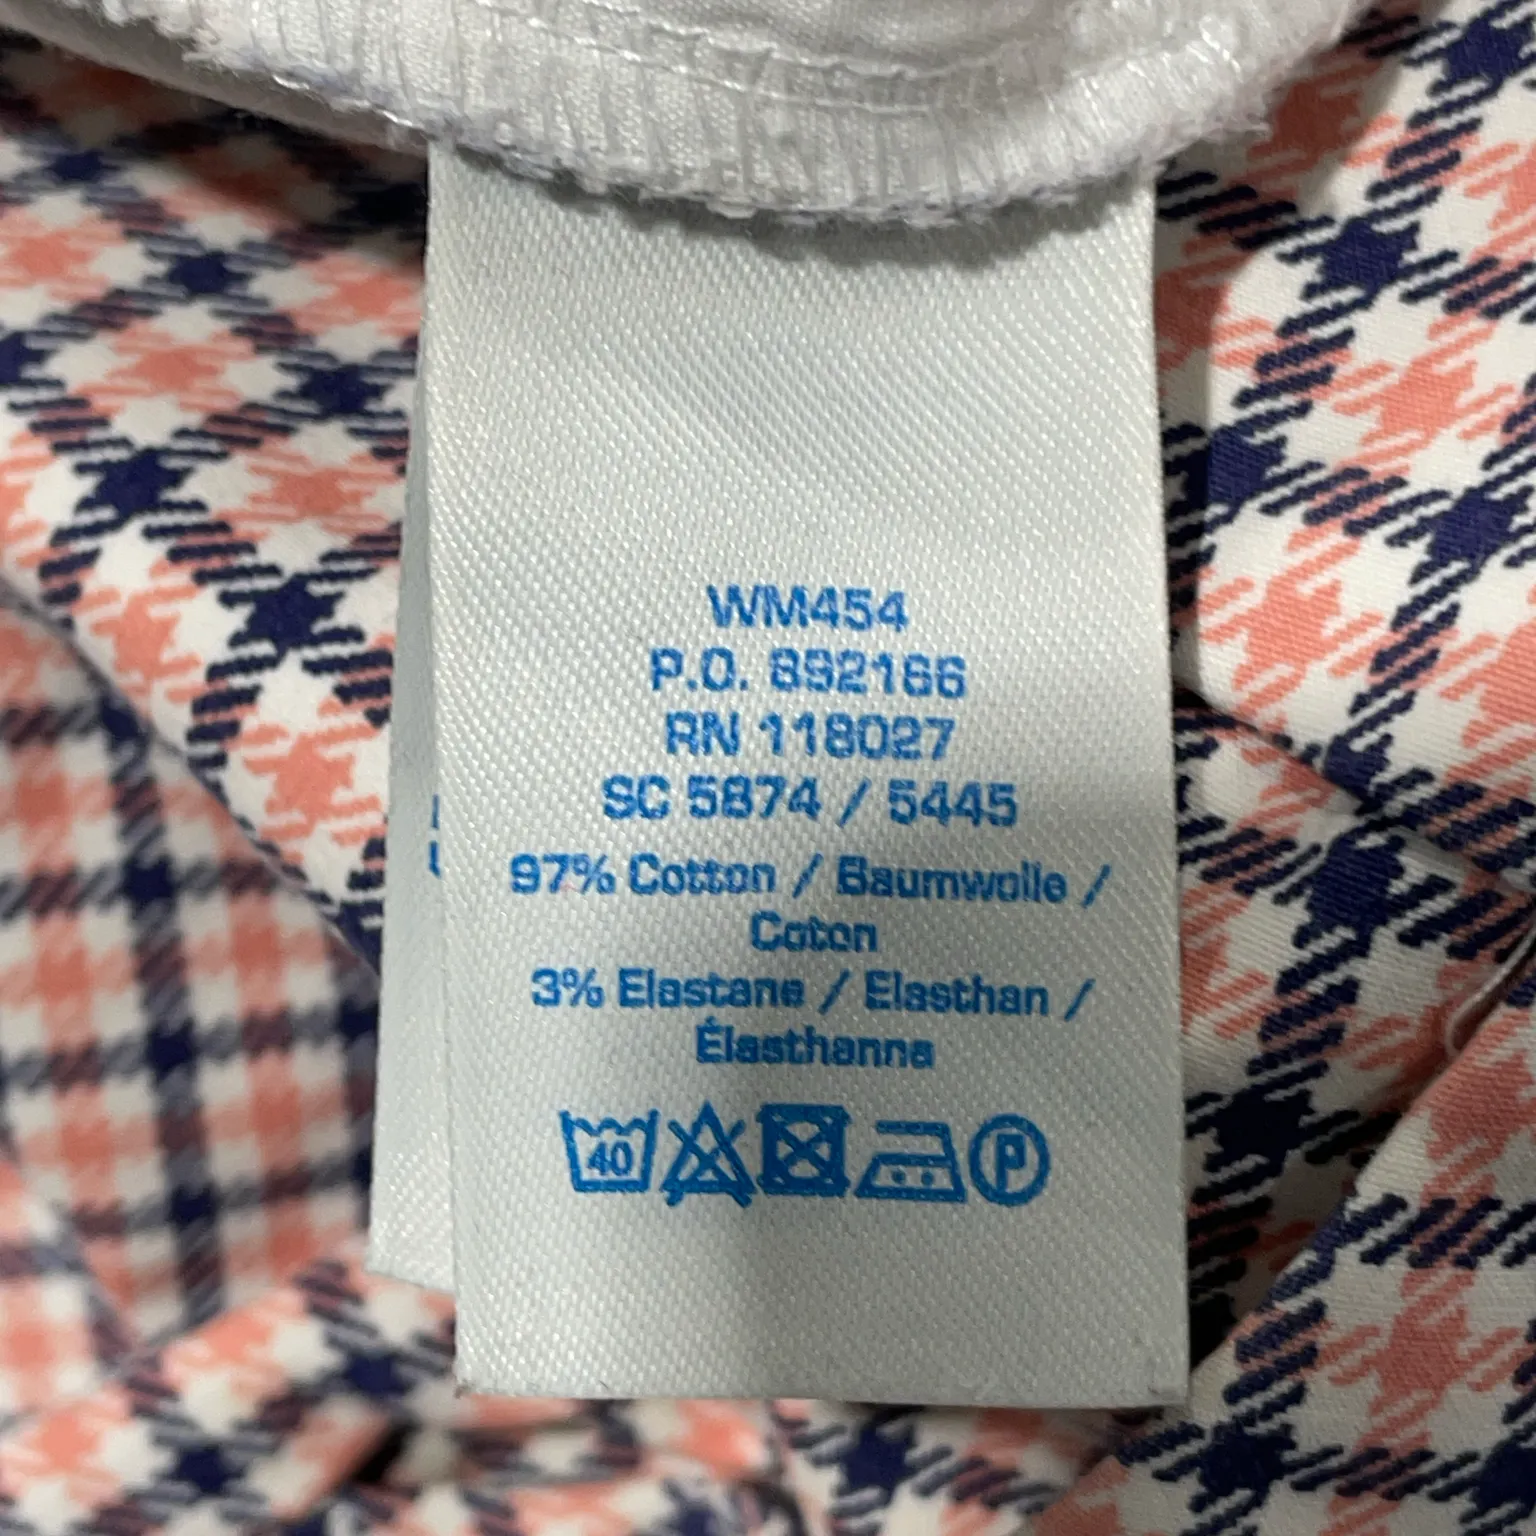 WM454
P.O. 892166
RN 118027
SC 5874 / 5445
97% Cotton / Baumwolle /
Coton
3% Elastane / Elasthan /
Élasthanne
40 P